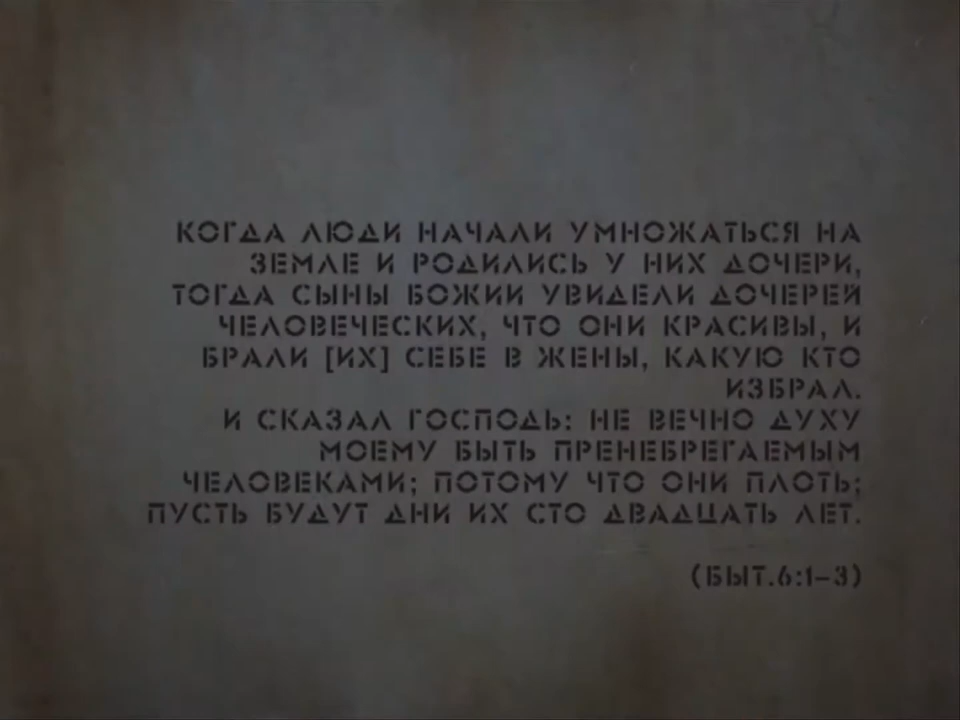 КОГДА ЛЮДИ НАЧАЛИ УМНОЖАТЬСЯ НА
ЗЕМЛЕ И РОДИЛИСЬ У НИХ ДОЧЕРИ,
ТОГДА СЫНЫ БОЖИИ УВИДЕЛИ ДОЧЕРЕЙ
ЧЕЛОВЕЧЕСКИХ, ЧТО ОНИ КРАСИВЫ, И
БРАЛИ [ИХ] СЕБЕ В ЖЕНЫ, КАКУЮ КТО
ИЗБРАЛ.
И СКАЗАЛ ГОСПОДЬ: НЕ ВЕЧНО ДУХУ
МОЕМУ БЫТЬ ПРЕНЕБРЕГАЕМЫМ
ЧЕЛОВЕКАМИ; ПОТОМУ ЧТО ОНИ ПЛОТЬ;
ПУСТЬ БУДУТ ДНИ ИХ СТО ДВАДЦАТЬ ЛЕТ.
(БЫТ.6:1–3)